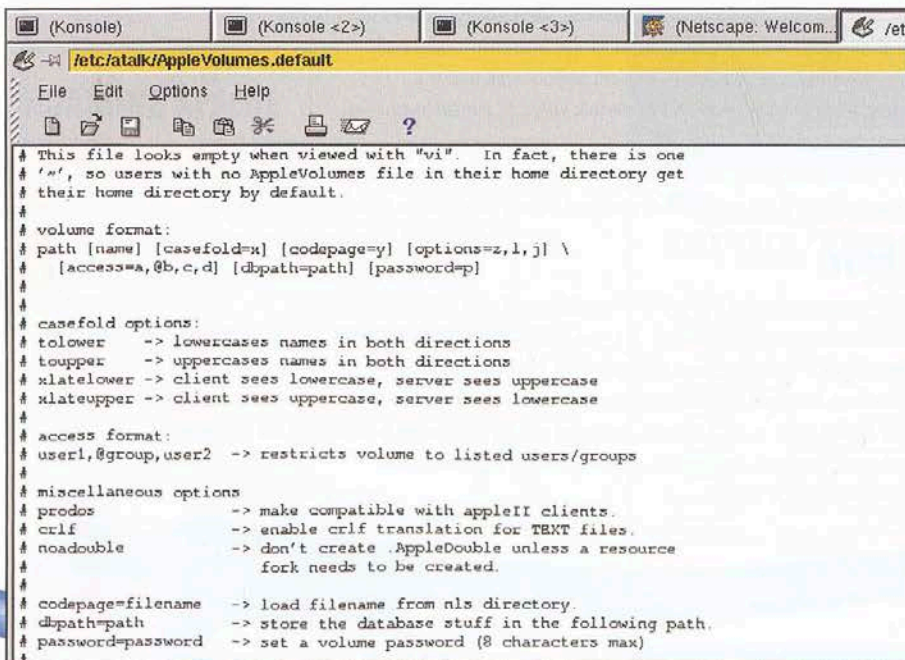 (Konsole) (Konsole <2>) (Konsole <3>) (Netscape: Welcom... /et
/etc/atalk/AppleVolumes.default
File Edit Options Help
# This file looks empty when viewed with "vi".  In fact, there is one
# '~', so users with no AppleVolumes file in their home directory get
# their home directory by default.
#
# volume format:
# path [name] [casefold=x] [codepage=y] [options=z,l,j] \
#   [access=a,@b,c,d] [dbpath=path] [password=p]
#
#
# casefold options:
# tolower    -> lowercases names in both directions
# toupper    -> uppercases names in both directions
# xlatelower -> client sees lowercase, server sees uppercase
# xlateupper -> client sees uppercase, server sees lowercase
#
# access format:
# user1,@group,user2  -> restricts volume to listed users/groups
#
# miscellaneous options
# prodos              -> make compatible with appleII clients.
# crlf                -> enable crlf translation for TEXT files.
# noadouble           -> don't create .AppleDouble unless a resource
#                        fork needs to be created.
#
# codepage=filename   -> load filename from nls directory.
# dbpath=path         -> store the database stuff in the following path.
# password=password   -> set a volume password (8 characters max)
#